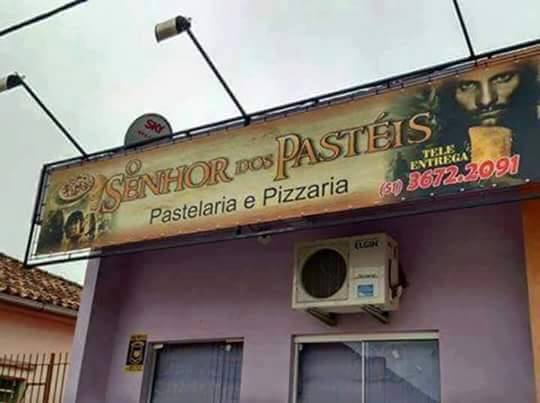 SKY
O SENHOR DOS PASTÉIS
Pastelaria e Pizzaria
TELE
ENTREGA
(51) 3672.2091
ELGIN